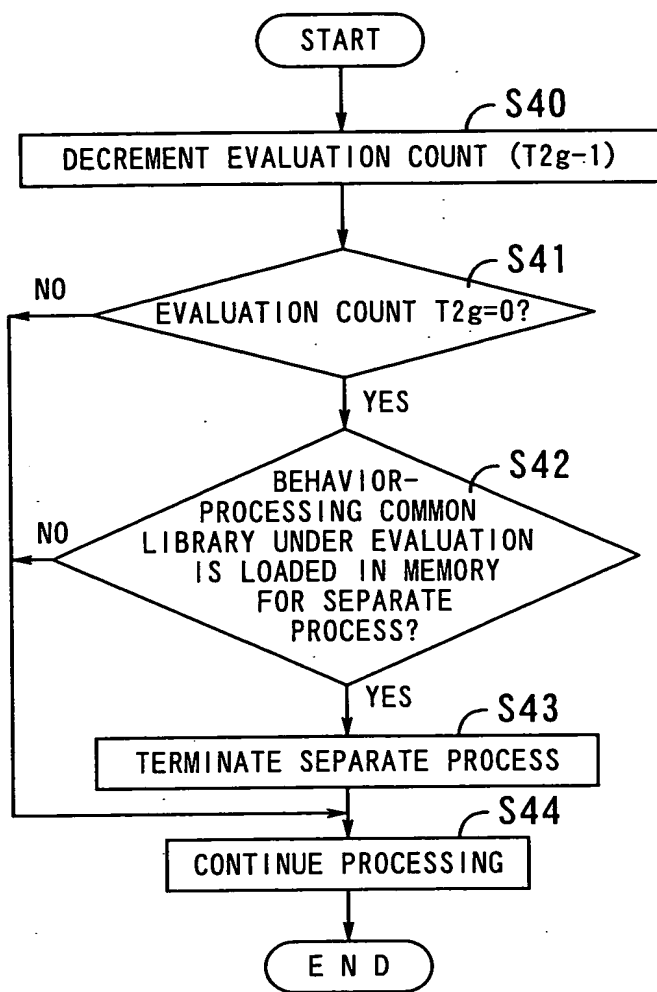 START
S40
DECREMENT EVALUATION COUNT (T2g-1)
S41
NO
EVALUATION COUNT T2g=0?
YES
S42
NO
BEHAVIOR-
PROCESSING COMMON
LIBRARY UNDER EVALUATION
IS LOADED IN MEMORY
FOR SEPARATE
PROCESS?
YES
S43
TERMINATE SEPARATE PROCESS
S44
CONTINUE PROCESSING
END